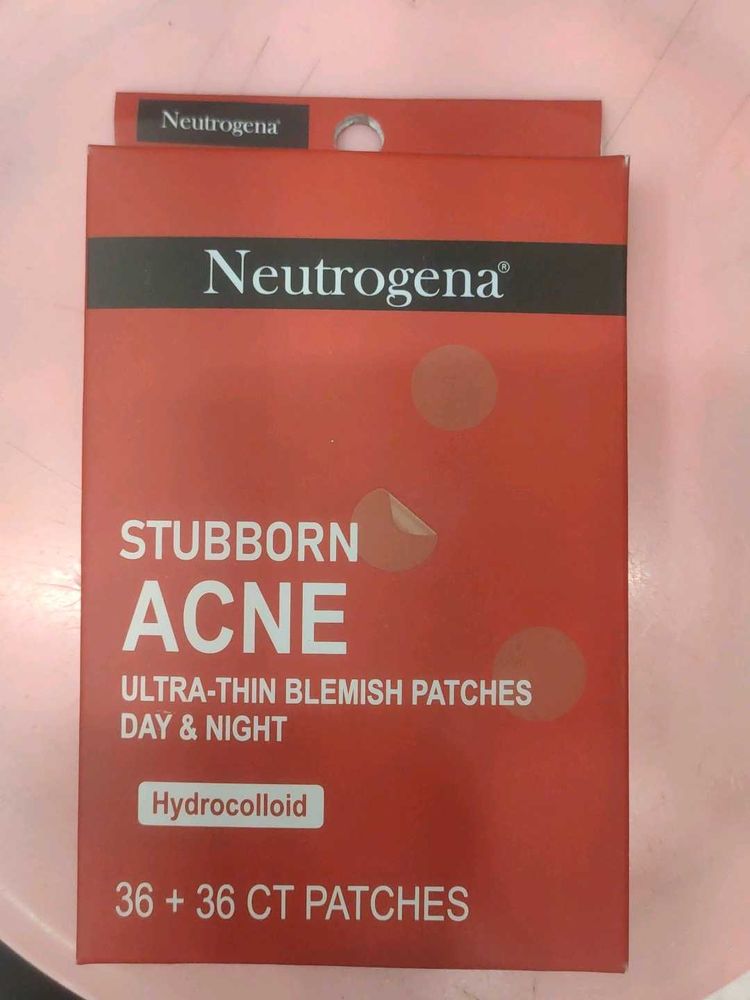 Neutrogena®
Neutrogena®
STUBBORN
ACNE
ULTRA-THIN BLEMISH PATCHES
DAY & NIGHT
Hydrocolloid
36 + 36 CT PATCHES